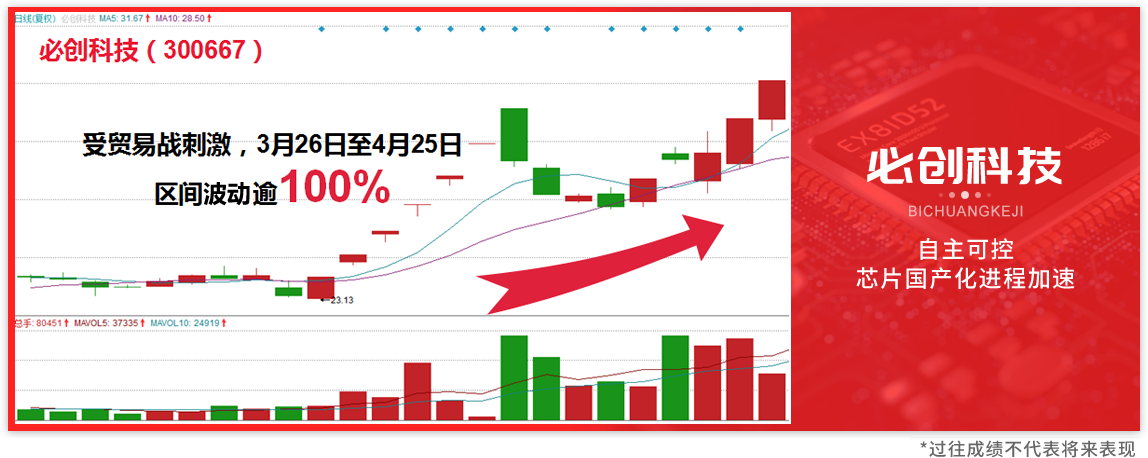 日线(复权) 必创科技 MA5: 31.67↑ MA10: 28.50↑
必创科技（300667）
受贸易战刺激，3月26日至4月25日
区间波动逾100%
23.13
总手: 80451↑ MAVOL5: 37335↑ MAVOL10: 24919↑
EX8ID52
必创科技
BICHUANGKEJI
自主可控
芯片国产化进程加速
*过往成绩不代表将来表现